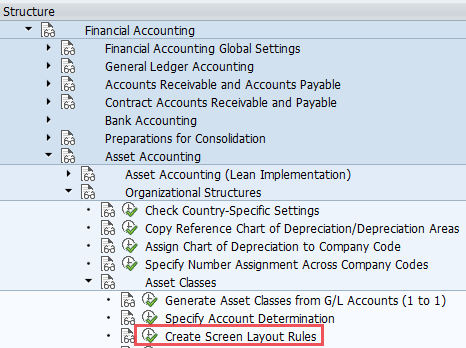 Structure
Financial Accounting
Financial Accounting Global Settings
General Ledger Accounting
Accounts Receivable and Accounts Payable
Contract Accounts Receivable and Payable
Bank Accounting
Preparations for Consolidation
Asset Accounting
Asset Accounting (Lean Implementation)
Organizational Structures
Check Country-Specific Settings
Copy Reference Chart of Depreciation/Depreciation Areas
Assign Chart of Depreciation to Company Code
Specify Number Assignment Across Company Codes
Asset Classes
Generate Asset Classes from G/L Accounts (1 to 1)
Specify Account Determination
Create Screen Layout Rules